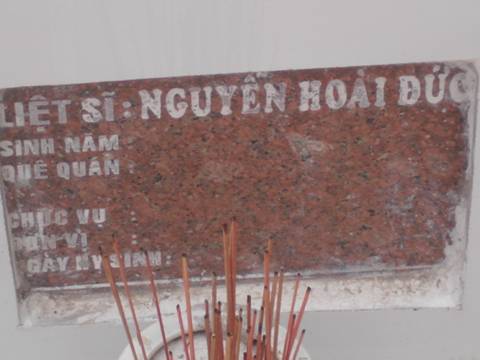 LIỆT SĨ : NGUYỄN HOÀI ĐỨC
SINH NĂM :
QUÊ QUÁN :
CHỨC VỤ :
ĐƠN VỊ :
GÀY HY SINH :